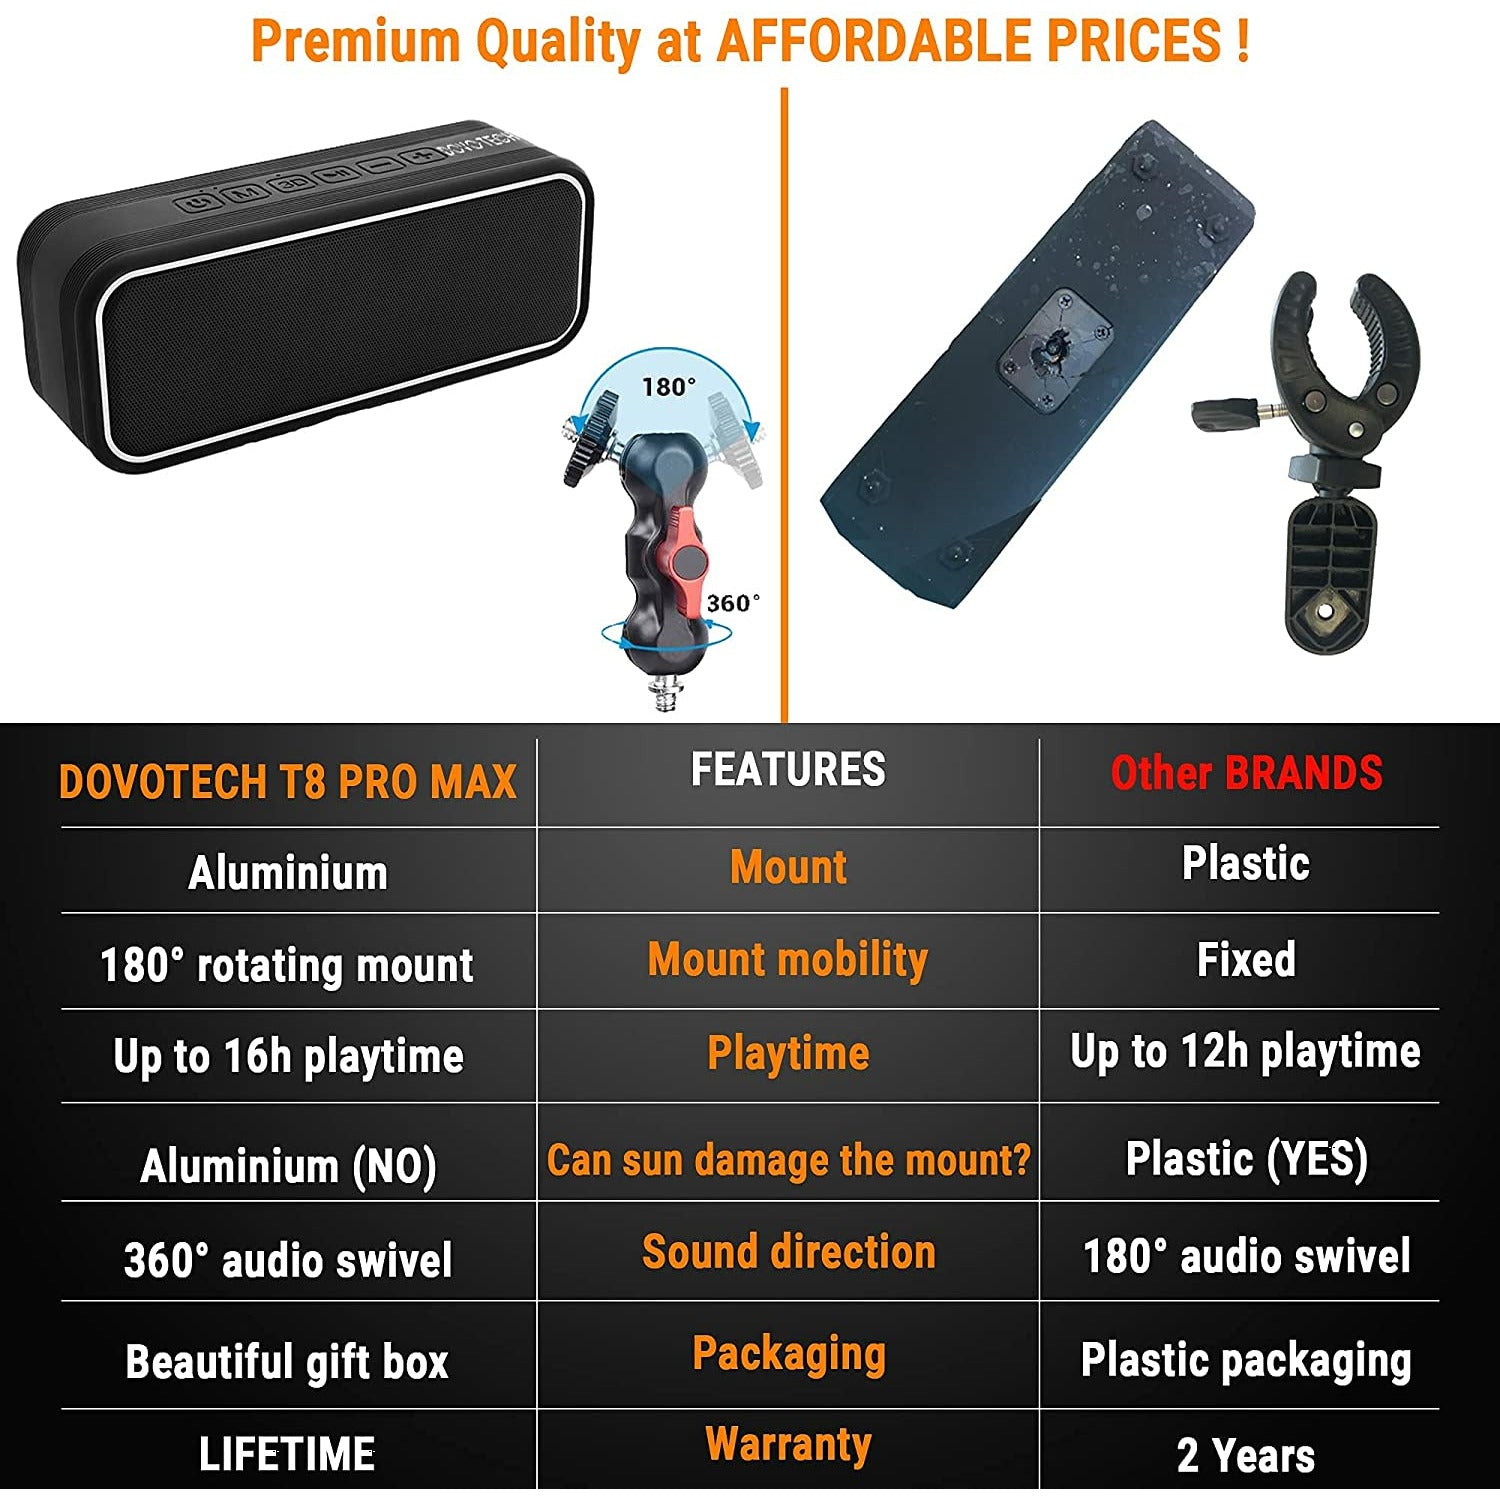 Premium Quality at AFFORDABLE PRICES !
DOVOTECH
M 3D
180°
360°
DOVOTECH T8 PRO MAX FEATURES Other BRANDS
Aluminium Mount Plastic
180° rotating mount Mount mobility Fixed
Up to 16h playtime Playtime Up to 12h playtime
Aluminium (NO) Can sun damage the mount? Plastic (YES)
360° audio swivel Sound direction 180° audio swivel
Beautiful gift box Packaging Plastic packaging
LIFETIME Warranty 2 Years